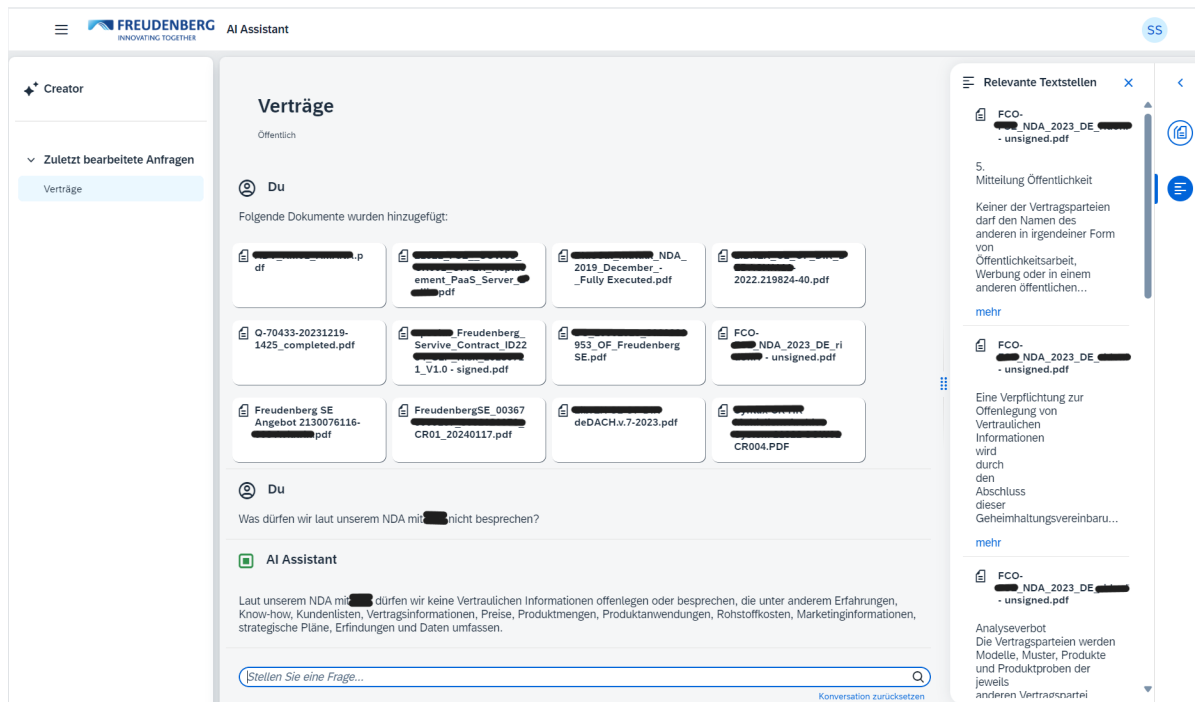 FREUDENBERG
INNOVATING TOGETHER
AI Assistant
SS
Creator
Zuletzt bearbeitete Anfragen
Verträge
Verträge
Öffentlich
Du
Folgende Dokumente wurden hinzugefügt:
.p
df
ement_PaaS_Server_
pdf
_NDA_
2019_December_-
_Fully Executed.pdf
2022.219824-40.pdf
Q-70433-20231219-
1425_completed.pdf
_Freudenberg_
Servive_Contract_ID22
1_V1.0 - signed.pdf
953_OF_Freudenberg
SE.pdf
FCO-
_NDA_2023_DE_ri
- unsigned.pdf
Freudenberg SE
Angebot 2130076116-
pdf
FreudenbergSE_00367
CR01_20240117.pdf
deDACH.v.7-2023.pdf
CR004.PDF
Du
Was dürfen wir laut unserem NDA mit nicht besprechen?
AI Assistant
Laut unserem NDA mit dürfen wir keine Vertraulichen Informationen offenlegen oder besprechen, die unter anderem Erfahrungen,
Know-how, Kundenlisten, Vertragsinformationen, Preise, Produktmengen, Produktanwendungen, Rohstoffkosten, Marketinginformationen,
strategische Pläne, Erfindungen und Daten umfassen.
Stellen Sie eine Frage...
Konversation zurücksetzen
Relevante Textstellen
FCO-
_NDA_2023_DE_
- unsigned.pdf
5.
Mitteilung Öffentlichkeit
Keiner der Vertragsparteien
darf den Namen des
anderen in irgendeiner Form
von
Öffentlichkeitsarbeit,
Werbung oder in einem
anderen öffentlichen...
mehr
FCO-
_NDA_2023_DE_
- unsigned.pdf
Eine Verpflichtung zur
Offenlegung von
Vertraulichen
Informationen
wird
durch
den
Abschluss
dieser
Geheimhaltungsvereinbaru...
mehr
FCO-
_NDA_2023_DE_
- unsigned.pdf
Analyseverbot
Die Vertragsparteien werden
Modelle, Muster, Produkte
und Produktproben der
jeweils
anderen Vertragspartei